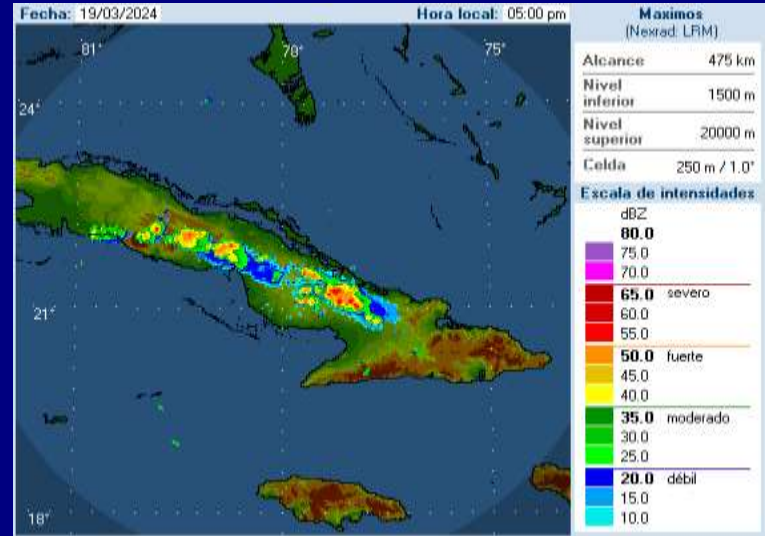 Fecha: 19/03/2024 Hora local: 05:00 pm
81° 78° 75°
24°
21°
18°
Maximos
(Nexrad: LRM)
Alcance 475 km
Nivel
inferior 1500 m
Nivel
superior 20000 m
Celda 250 m / 1.0°
Escala de intensidades
dBZ
80.0
75.0
70.0
65.0 severo
60.0
55.0
50.0 fuerte
45.0
40.0
35.0 moderado
30.0
25.0
20.0 débil
15.0
10.0